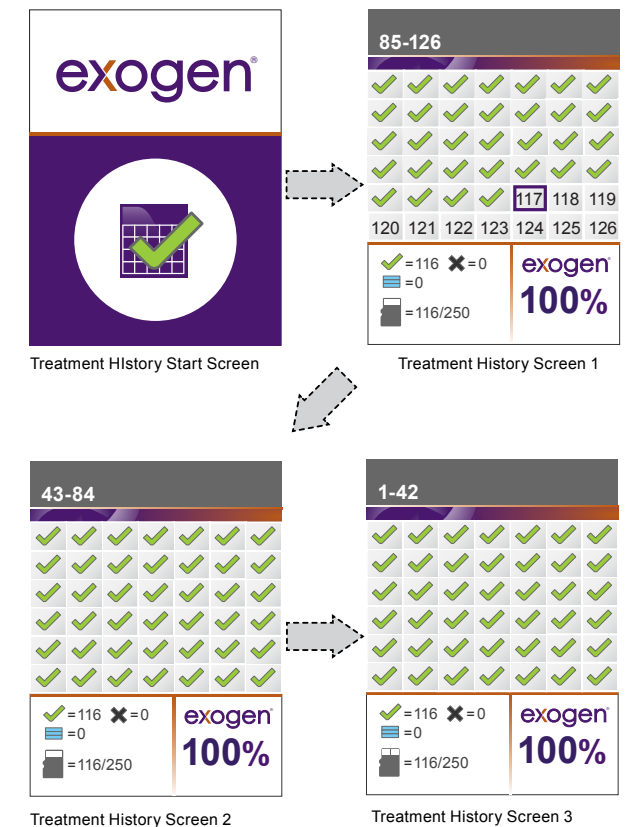 exogen®
Treatment HIstory Start Screen
85-126
117 118 119
120 121 122 123 124 125 126
=116 =0
=0
=116/250
exogen
100%
Treatment History Screen 1
43-84
=116 =0
=0
=116/250
exogen
100%
Treatment History Screen 2
1-42
=116 =0
=0
=116/250
exogen
100%
Treatment History Screen 3